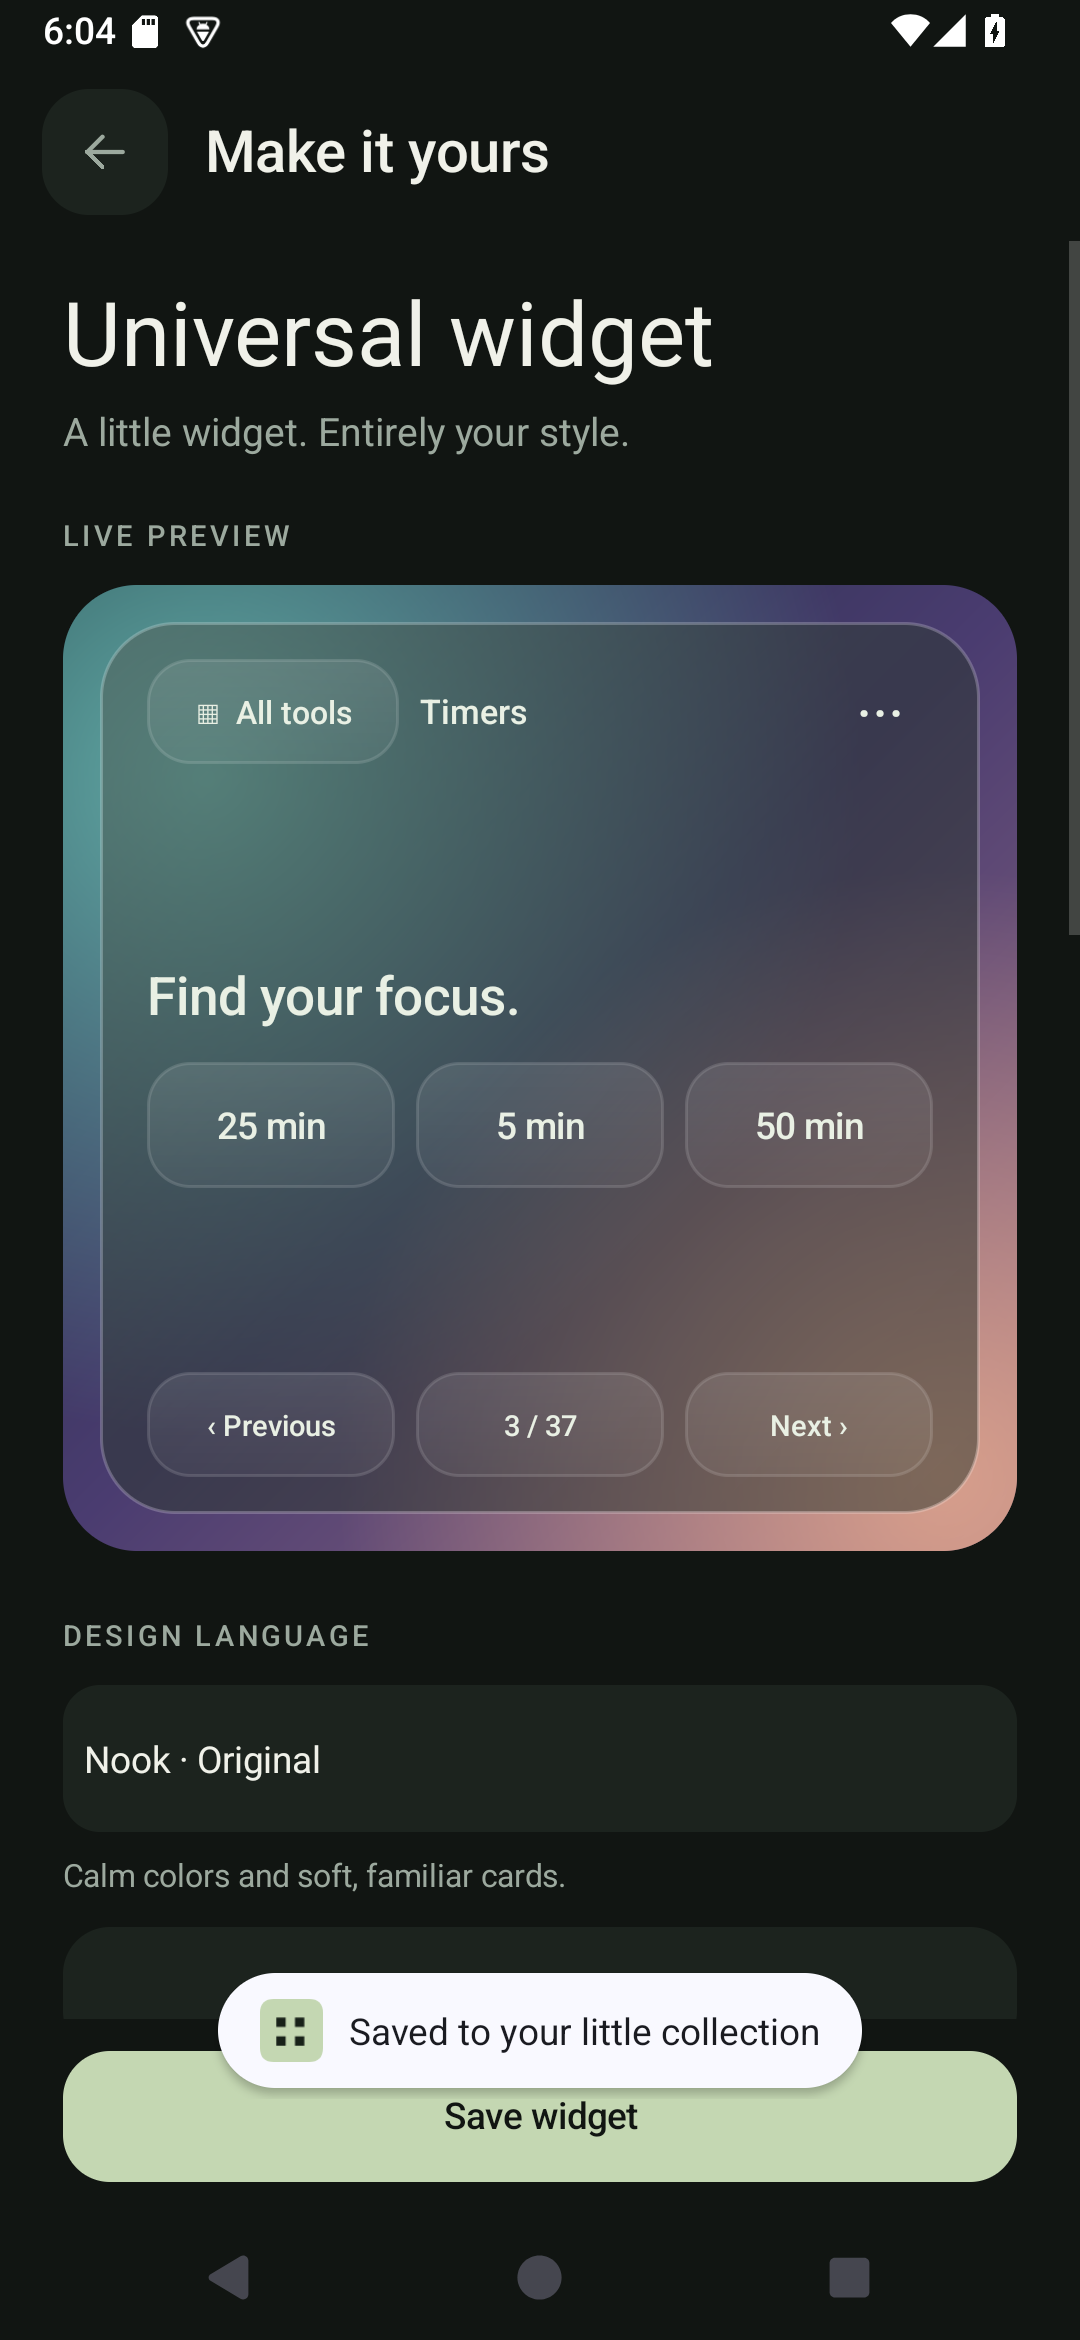 6:04
Make it yours
Universal widget
A little widget. Entirely your style.
LIVE PREVIEW
All tools
Timers
Find your focus.
25 min
5 min
50 min
‹ Previous
3 / 37
Next ›
DESIGN LANGUAGE
Nook · Original
Calm colors and soft, familiar cards.
Saved to your little collection
Save widget